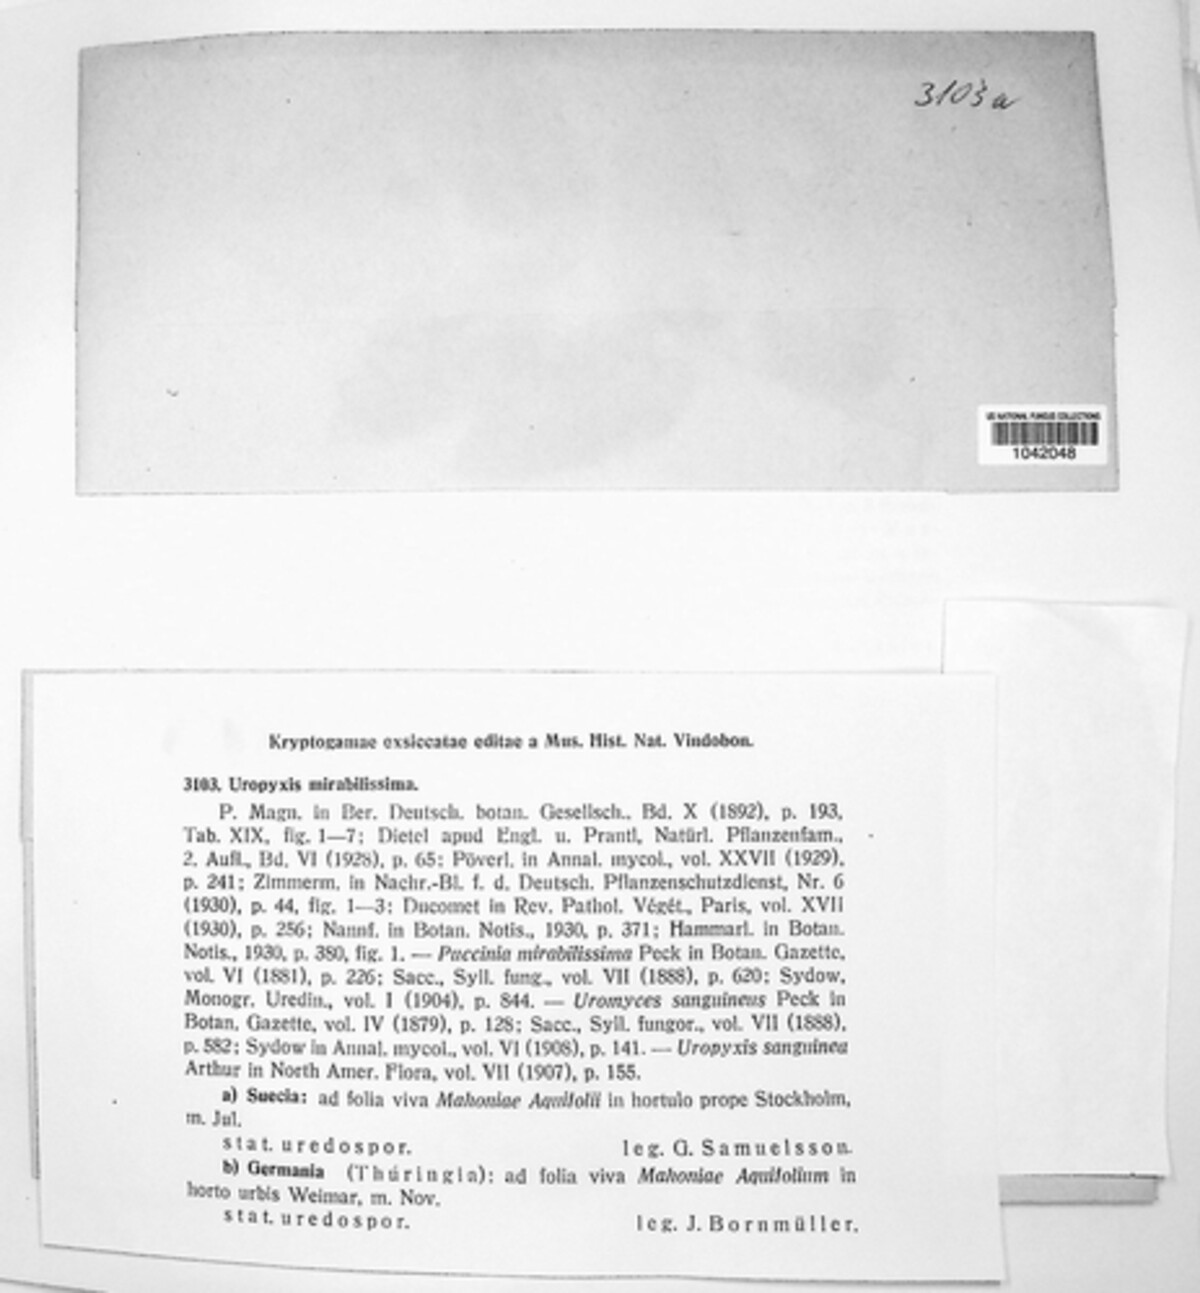 3103a
US NATIONAL FUNGUS COLLECTIONS
1042048
Kryptogamae exsiccatae editae a Mus. Hist. Nat. Vindobon.
3103. Uropyxis mirabilissima.
P. Magn. in Ber. Deutsch. botan. Gesellsch., Bd. X (1892), p. 193,
Tab. XIX, fig. 1—7; Dietel apud Engl. u. Prantl, Natürl. Pflanzenfam.,
2. Aufl., Bd. VI (1928), p. 65; Pöverl. in Annal. mycol., vol. XXVII (1929),
p. 241; Zimmerm. in Nachr.-Bl. f. d. Deutsch. Pflanzenschutzdienst, Nr. 6
(1930), p. 44, fig. 1—3; Ducomet in Rev. Pathol. Végét., Paris, vol. XVII
(1930), p. 256; Nannf. in Botan. Notis., 1930, p. 371; Hammarl. in Botan.
Notis., 1930, p. 380, fig. 1. — Puccinia mirabilissima Peck in Botan. Gazette,
vol. VI (1881), p. 226; Sacc., Syll. fung., vol. VII (1888), p. 620; Sydow,
Monogr. Uredin., vol. I (1904), p. 844. — Uromyces sanguineus Peck in
Botan. Gazette, vol. IV (1879), p. 128; Sacc., Syll. fungor., vol. VII (1888),
p. 582; Sydow in Annal. mycol., vol. VI (1908), p. 141. — Uropyxis sanguinea
Arthur in North Amer. Flora, vol. VII (1907), p. 155.
a) Suecia: ad folia viva Mahoniae Aquifolii in hortulo prope Stockholm,
m. Jul.
stat. uredospor. leg. G. Samuelsson.
b) Germania (Thüringia): ad folia viva Mahoniae Aquifolium in
horto urbis Weimar, m. Nov.
stat. uredospor. leg. J. Bornmüller.